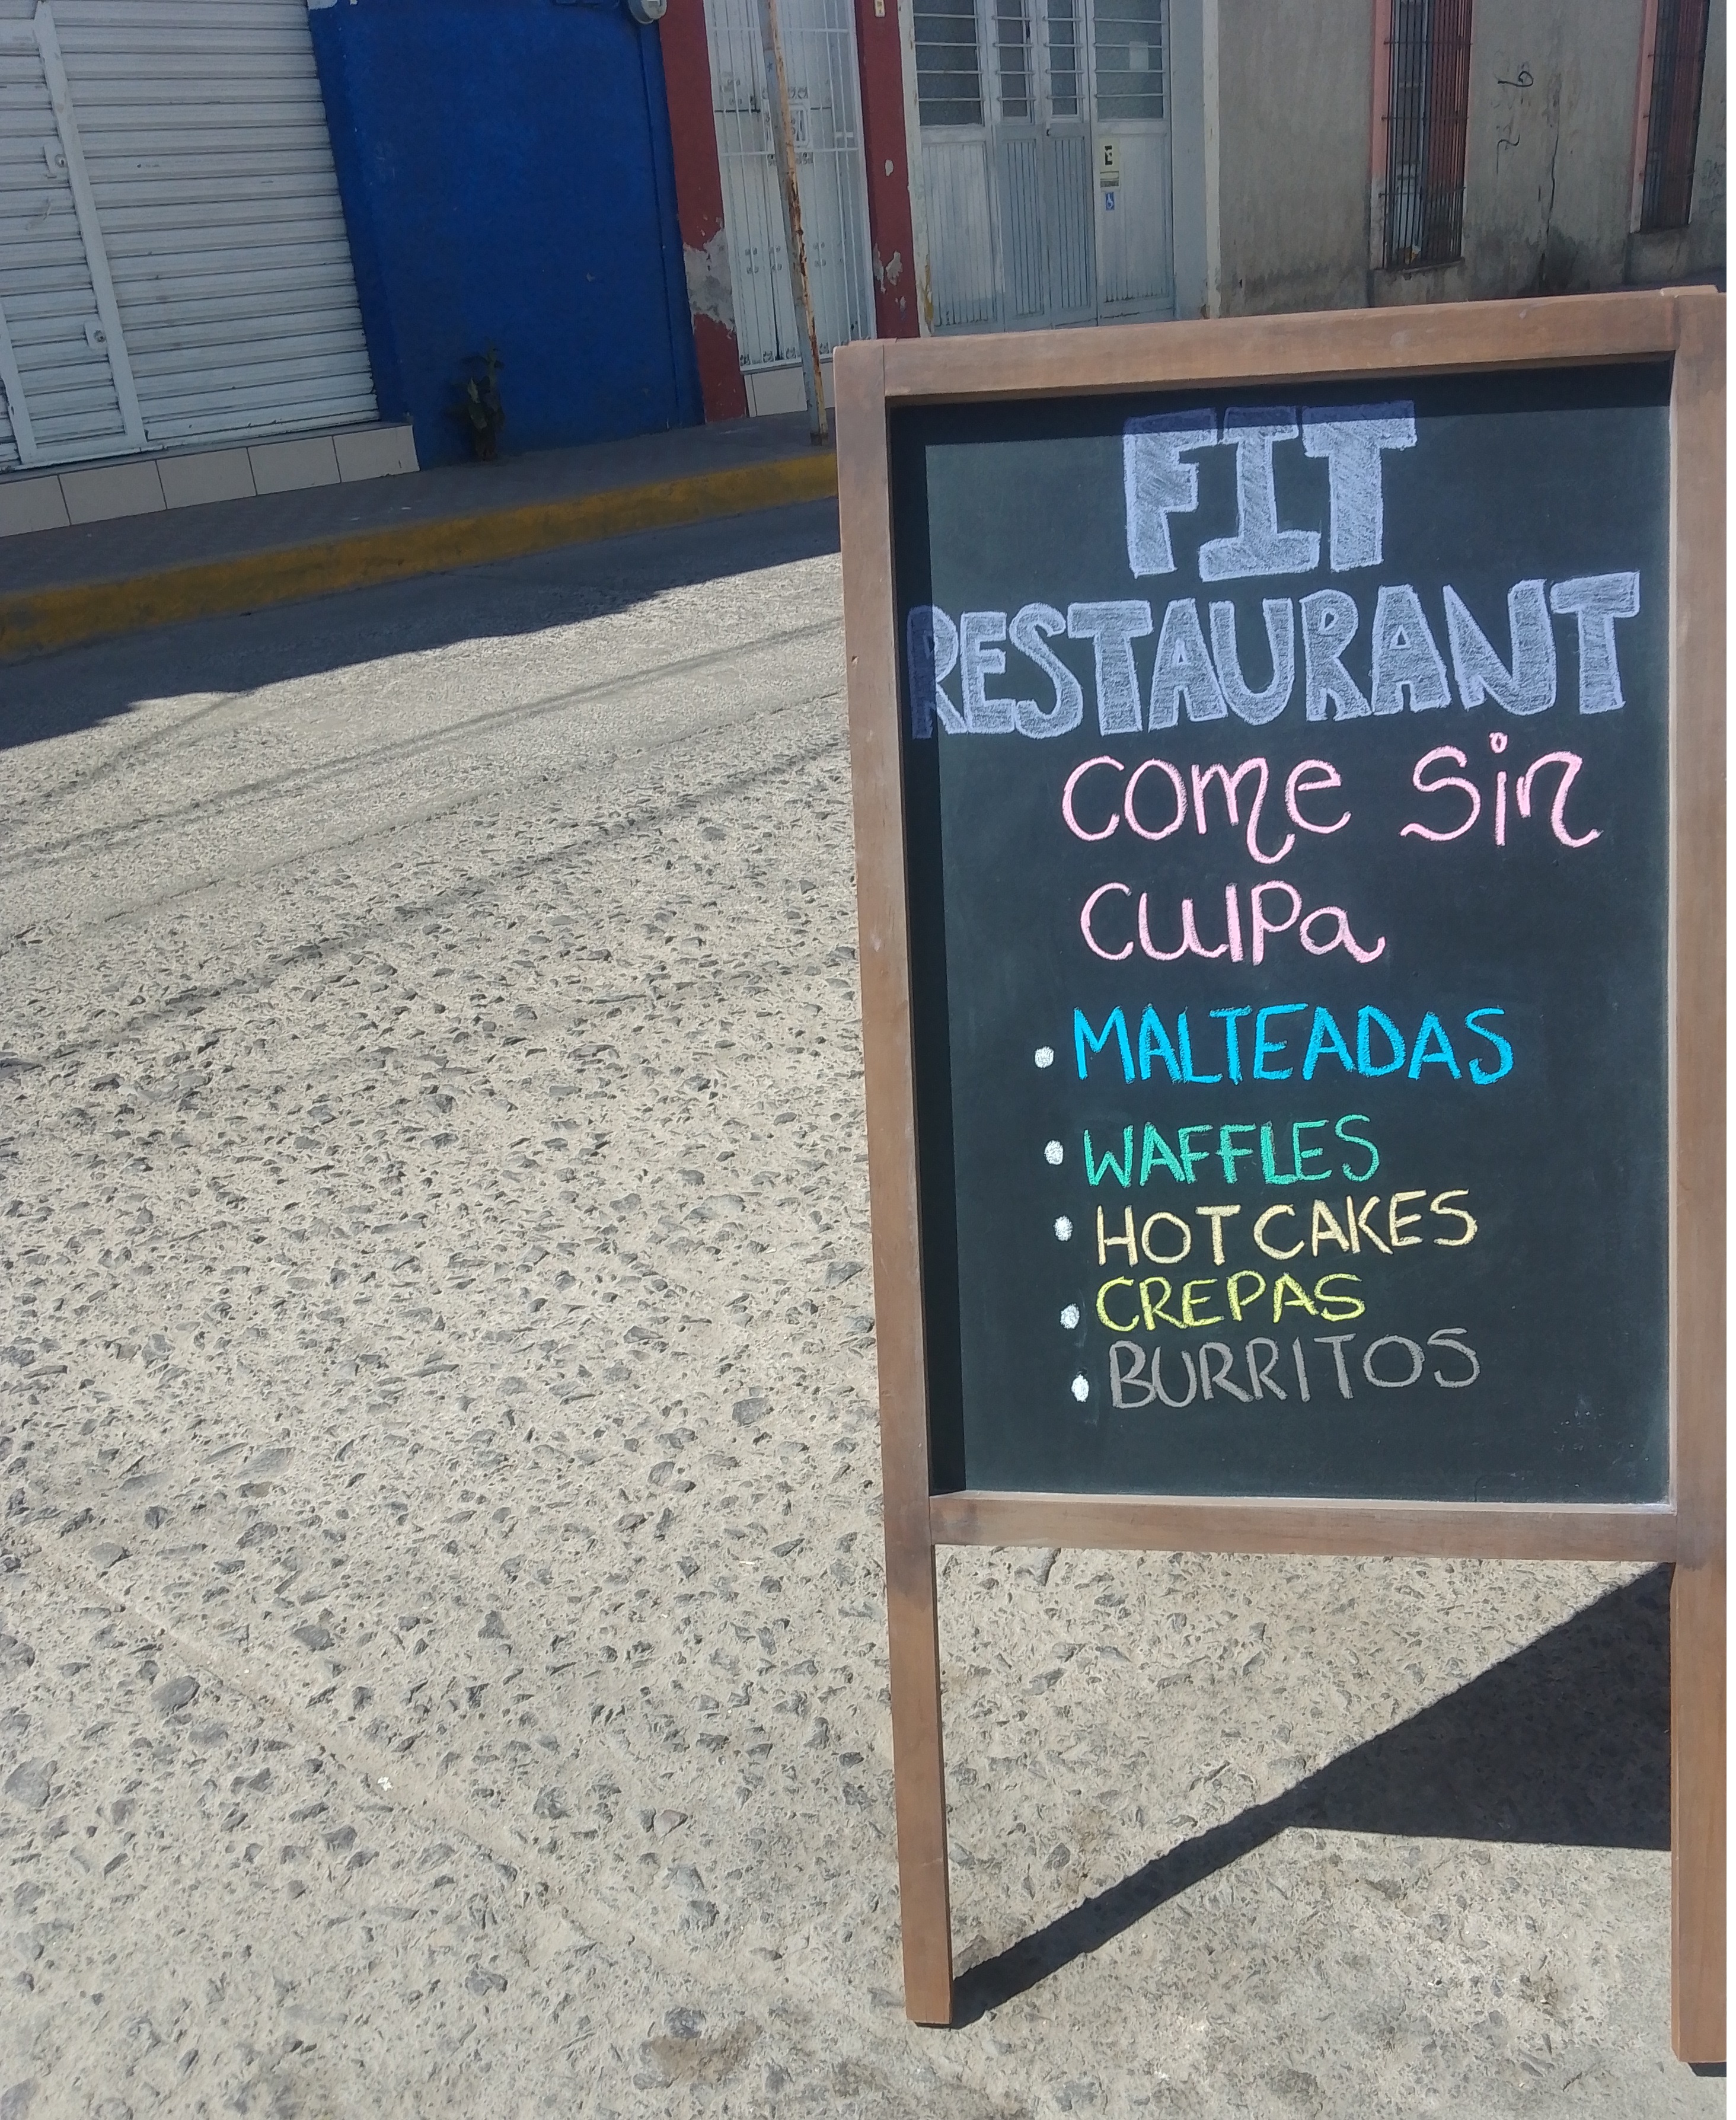 FIT
RESTAURANT
come sin
culpa
• MALTEADAS
• WAFFLES
• HOT CAKES
• CREPAS
• BURRITOS